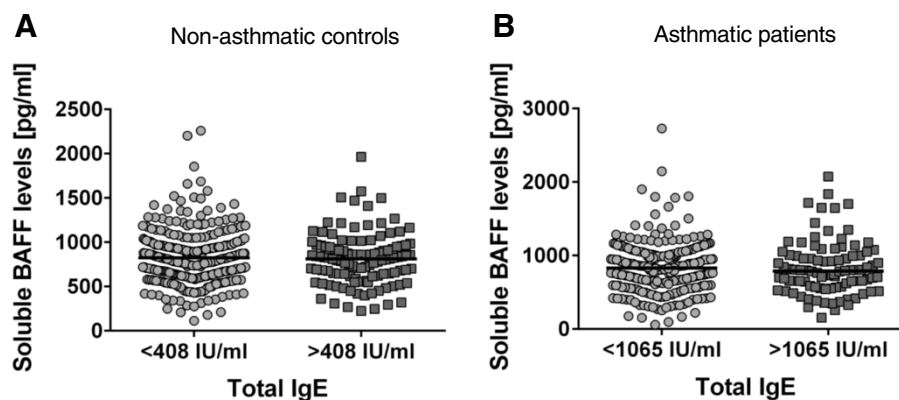 A
Non-asthmatic controls
Soluble BAFF levels [pg/ml]
2500
2000
1500
1000
500
0
<408 IU/ml >408 IU/ml
Total IgE
B
Asthmatic patients
Soluble BAFF levels [pg/ml]
3000
2000
1000
0
<1065 IU/ml >1065 IU/ml
Total IgE